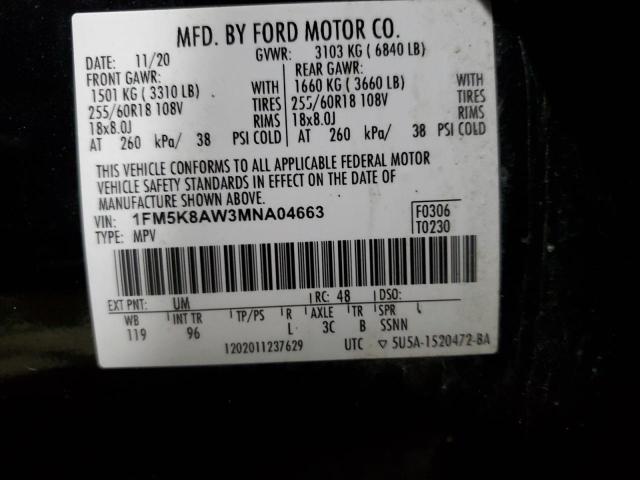 MFD. BY FORD MOTOR CO.
DATE: 11/20 GVWR: 3103 KG (6840 LB)
FRONT GAWR: REAR GAWR:
1501 KG (3310 LB) WITH 1660 KG (3660 LB) WITH
255/60R18 108V TIRES 255/60R18 108V TIRES
18x8.0J RIMS 18x8.0J RIMS
AT 260 kPa/ 38 PSI COLD AT 260 kPa/ 38 PSI COLD
THIS VEHICLE CONFORMS TO ALL APPLICABLE FEDERAL MOTOR
VEHICLE SAFETY STANDARDS IN EFFECT ON THE DATE OF
MANUFACTURE SHOWN ABOVE.
VIN: 1FM5K8AW3MNA04663 F0306
TYPE: MPV T0230
EXT PNT: UM RC: 48 DSO:
WB INT TR TP/PS R AXLE TR SPR
119 96 L 3C B SSNN
1202011237629 UTC ▽ 5U5A-1520472-BA